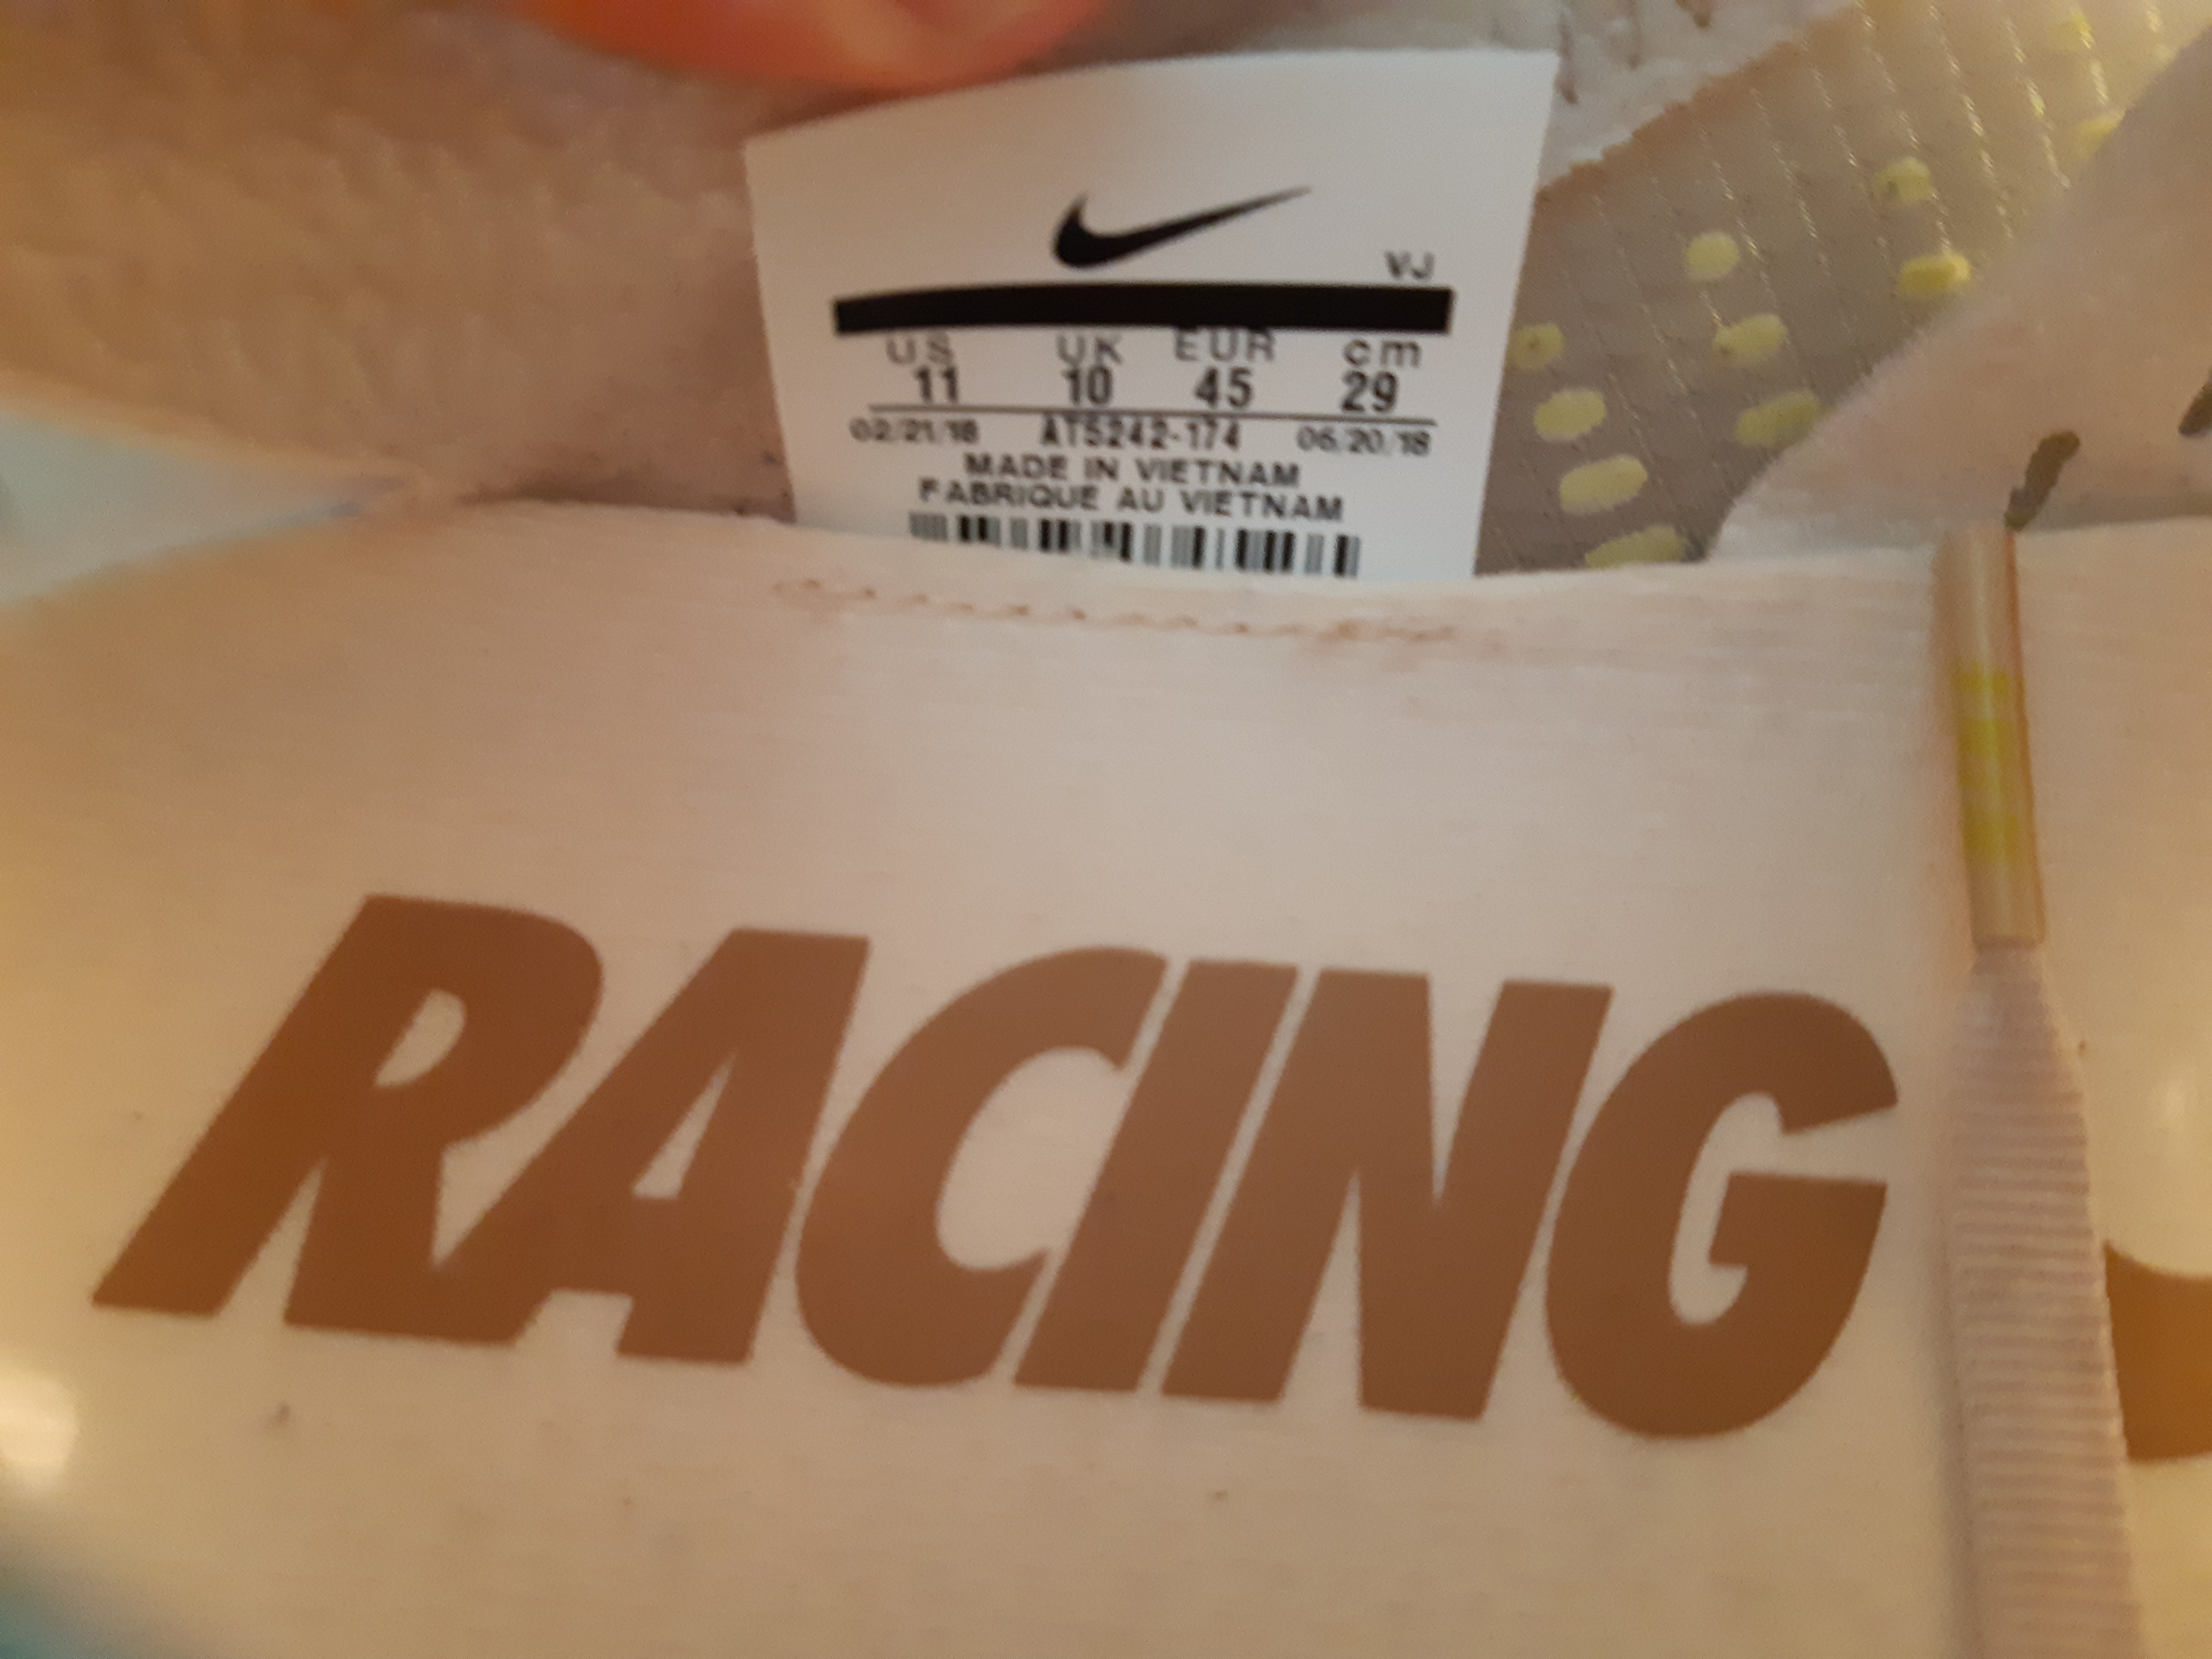 VJ
US UK EUR cm
11 10 45 29
02/21/18 AT5242-174 06/20/18
MADE IN VIETNAM
FABRIQUE AU VIETNAM
RACING